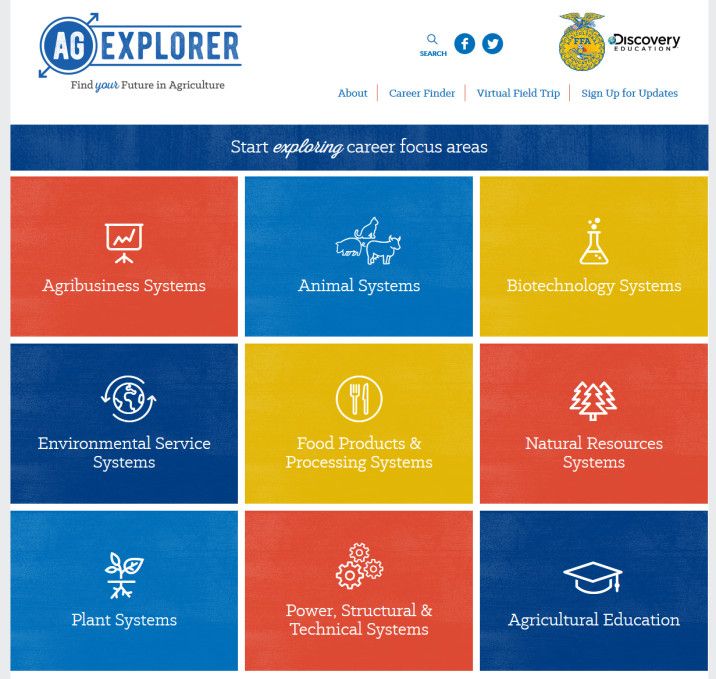 AG EXPLORER
Find your Future in Agriculture
SEARCH
FFA
Discovery
EDUCATION
About
Career Finder
Virtual Field Trip
Sign Up for Updates
Start exploring career focus areas
Agribusiness Systems
Animal Systems
Biotechnology Systems
Environmental Service
Systems
Food Products &
Processing Systems
Natural Resources
Systems
Plant Systems
Power, Structural &
Technical Systems
Agricultural Education